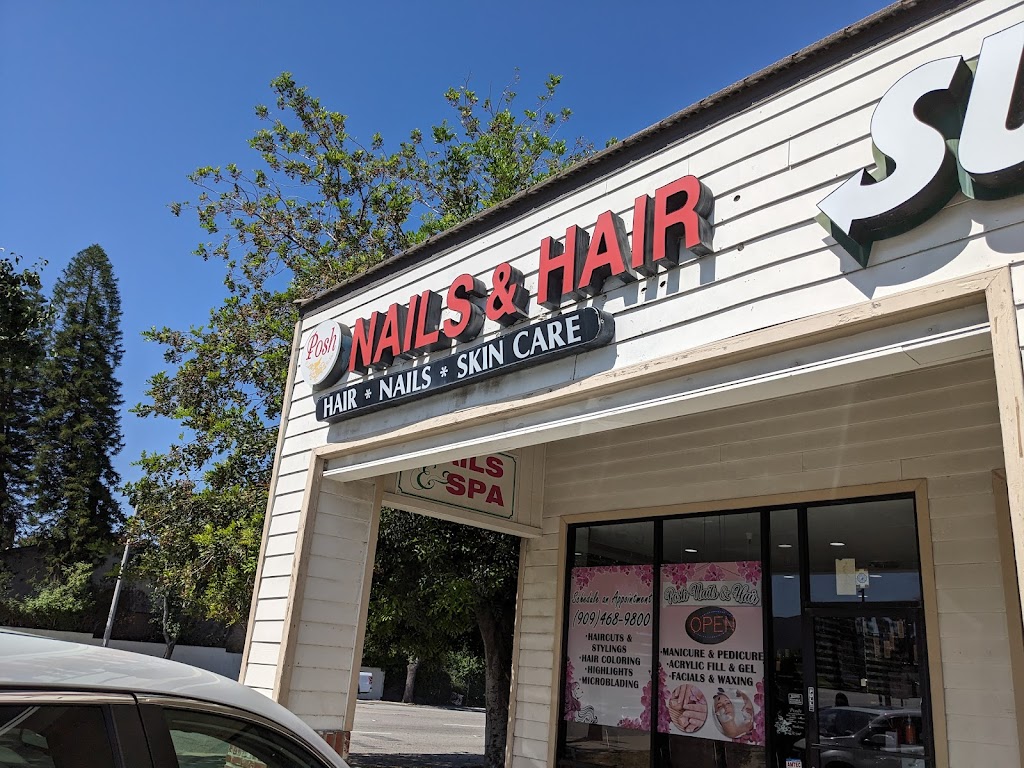 Posh
NAILS & HAIR
HAIR * NAILS * SKIN CARE
SU
& SPA
Schedule an Appointment
(909)468-9800
•HAIRCUTS &
STYLINGS
•HAIR COLORING
•HIGHLIGHTS
•MICROBLADING
Posh Nails & Hair
OPEN
•MANICURE & PEDICURE
•ACRYLIC FILL & GEL
•FACIALS & WAXING